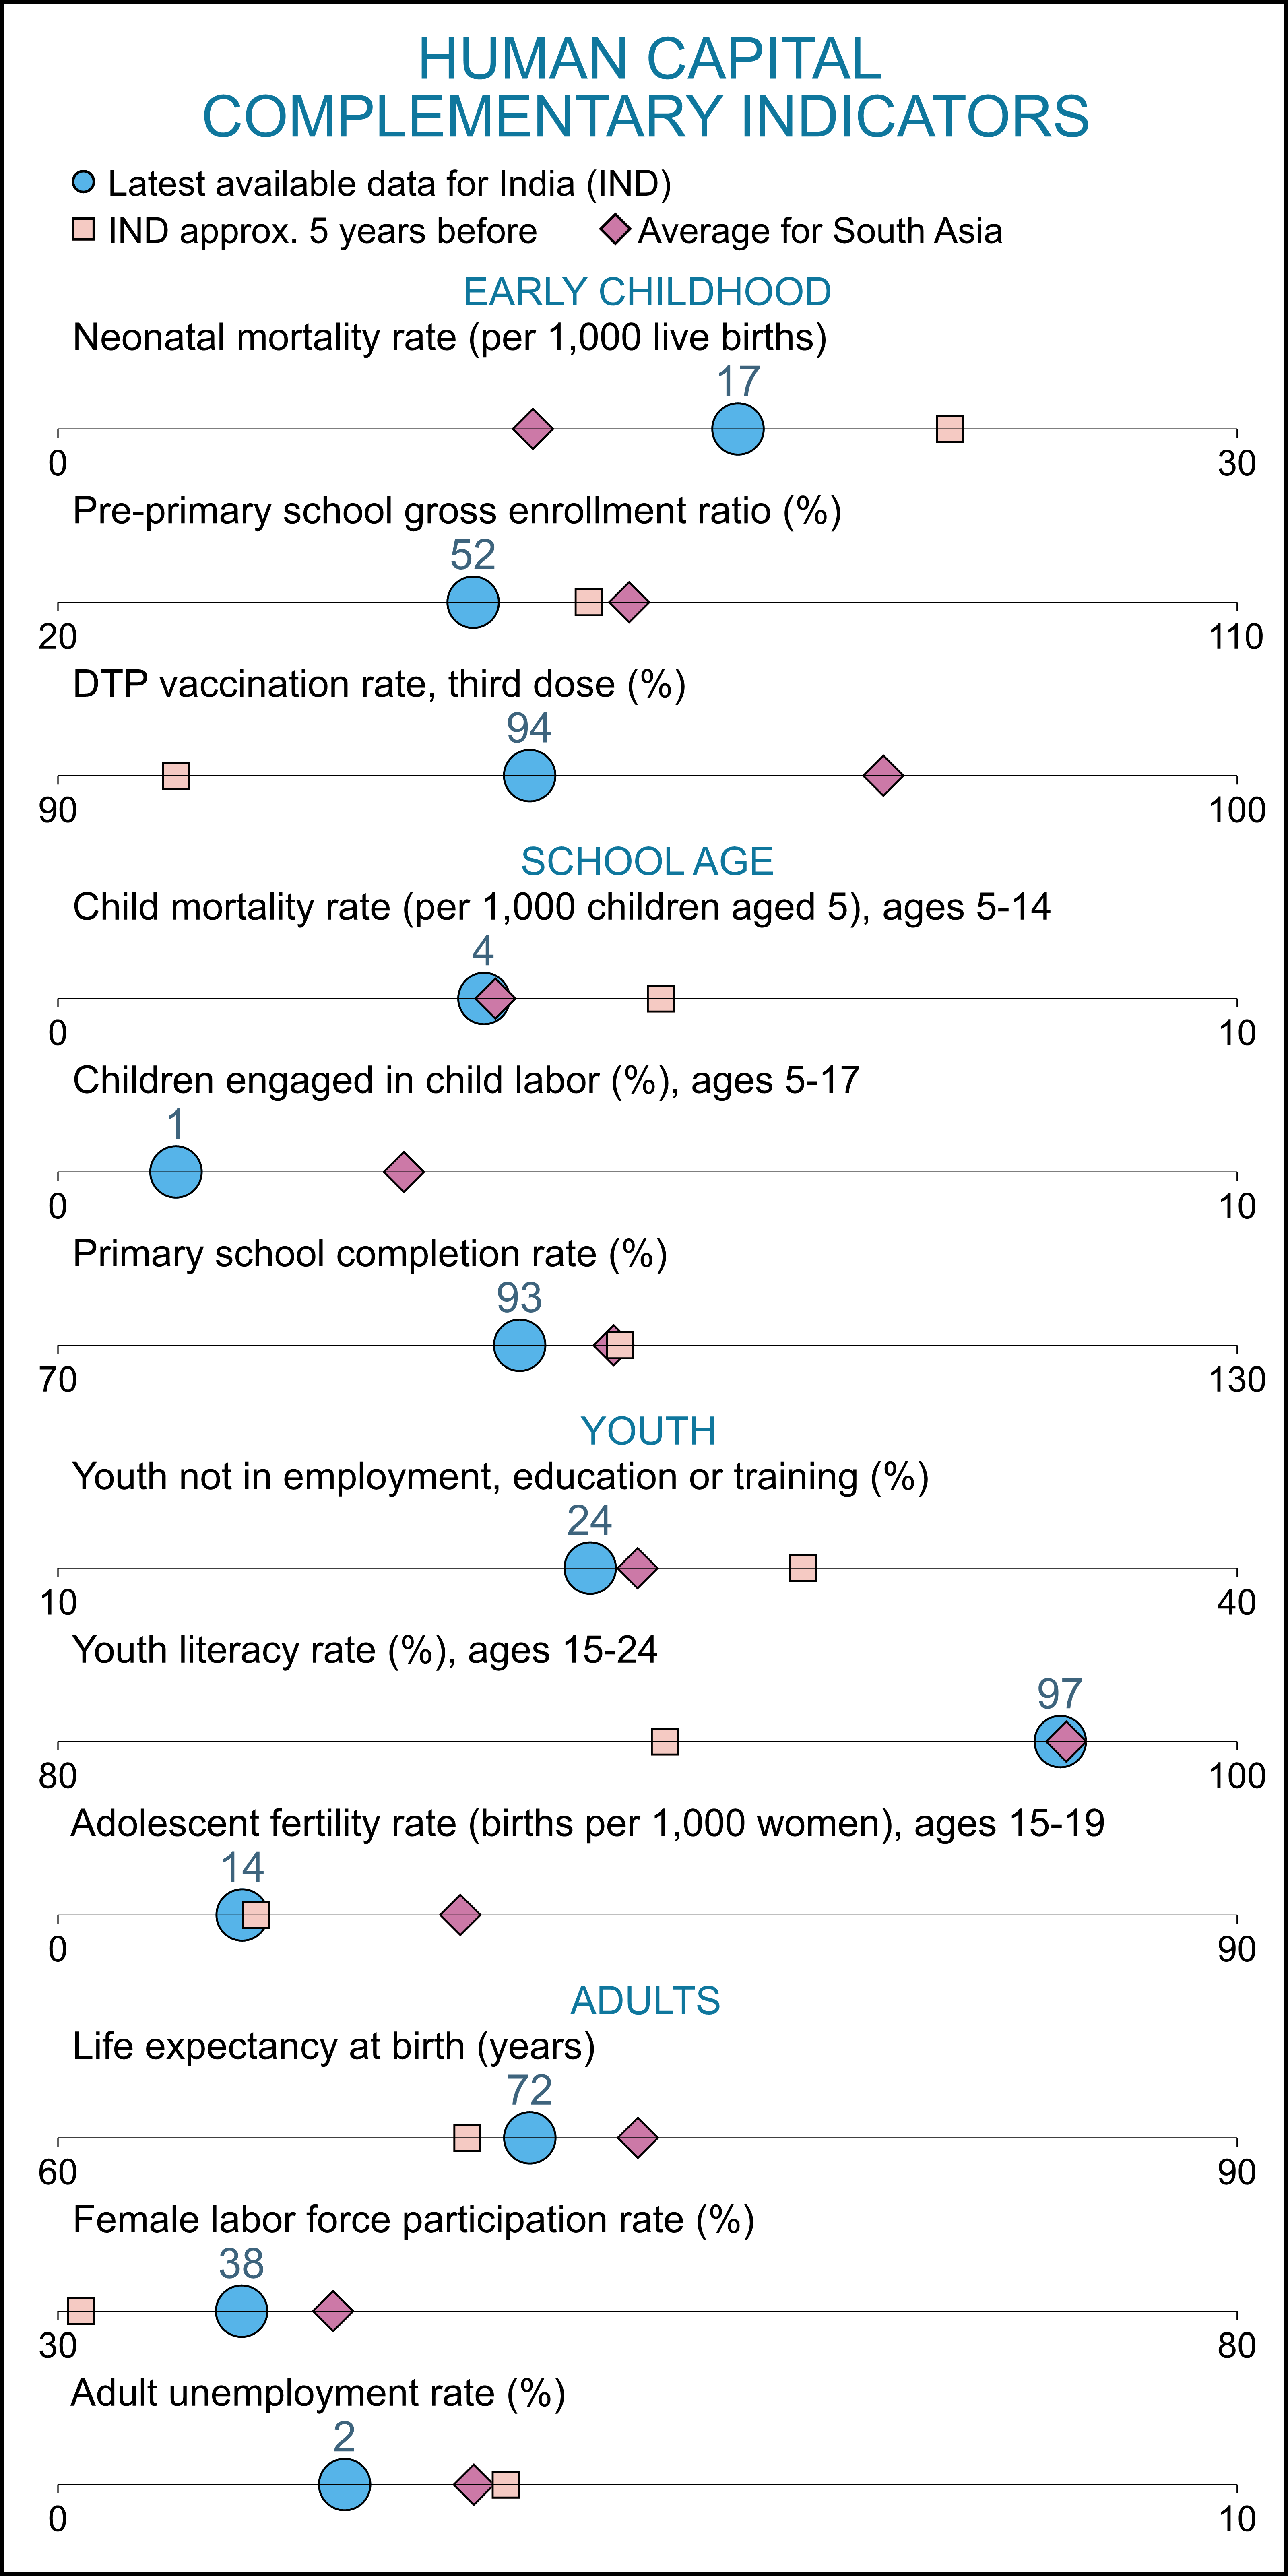 HUMAN CAPITAL
COMPLEMENTARY INDICATORS
Latest available data for India (IND)
IND approx. 5 years before Average for South Asia
EARLY CHILDHOOD
Neonatal mortality rate (per 1,000 live births)
17
0 30
Pre-primary school gross enrollment ratio (%)
52
20 110
DTP vaccination rate, third dose (%)
94
90 100
SCHOOL AGE
Child mortality rate (per 1,000 children aged 5), ages 5-14
4
0 10
Children engaged in child labor (%), ages 5-17
1
0 10
Primary school completion rate (%)
93
70 130
YOUTH
Youth not in employment, education or training (%)
24
10 40
Youth literacy rate (%), ages 15-24
97
80 100
Adolescent fertility rate (births per 1,000 women), ages 15-19
14
0 90
ADULTS
Life expectancy at birth (years)
72
60 90
Female labor force participation rate (%)
38
30 80
Adult unemployment rate (%)
2
0 10